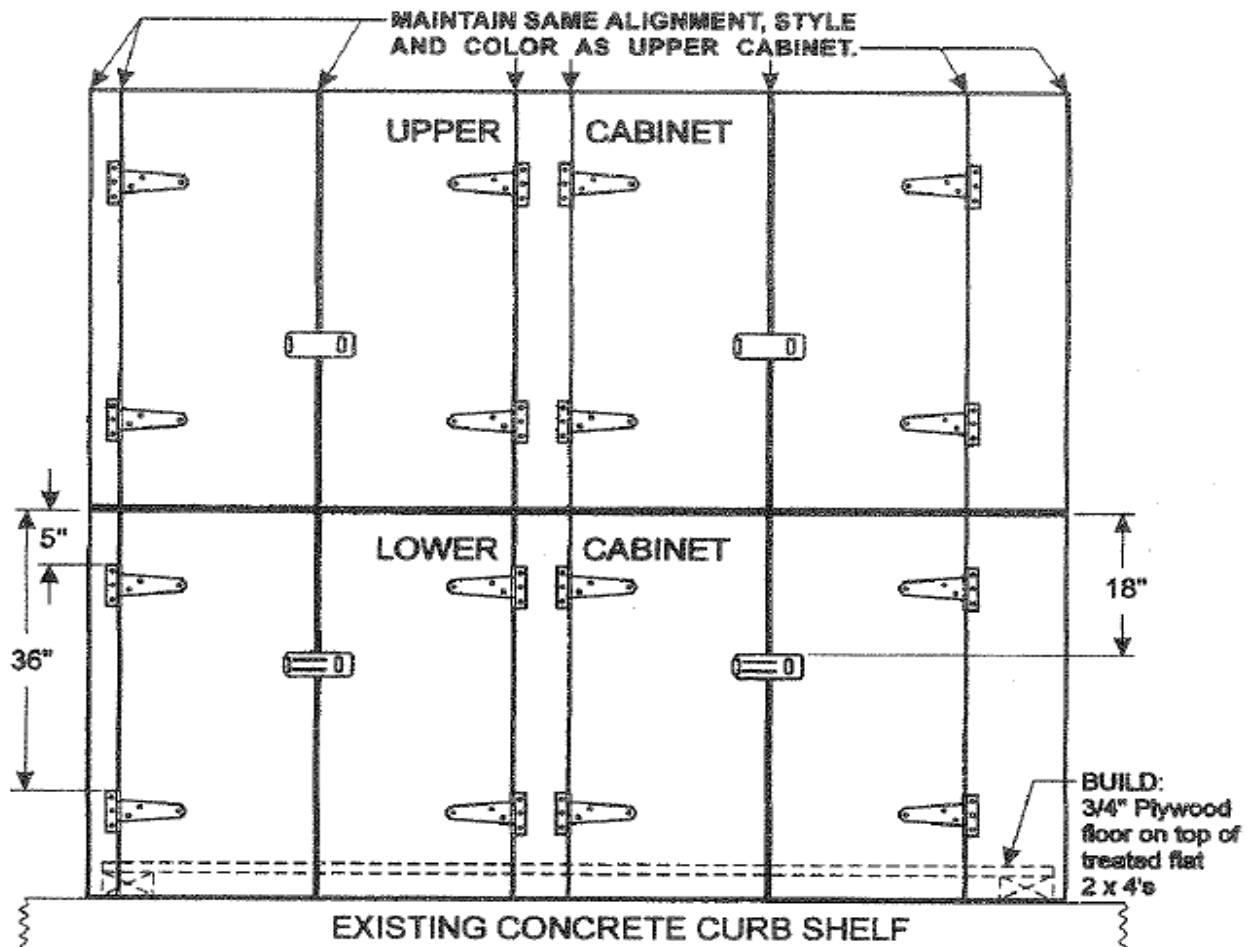 MAINTAIN SAME ALIGNMENT, STYLE
AND COLOR AS UPPER CABINET.
UPPER CABINET
5"
LOWER CABINET
18"
36"
BUILD:
3/4" Plywood
floor on top of
treated flat
2 x 4's
EXISTING CONCRETE CURB SHELF